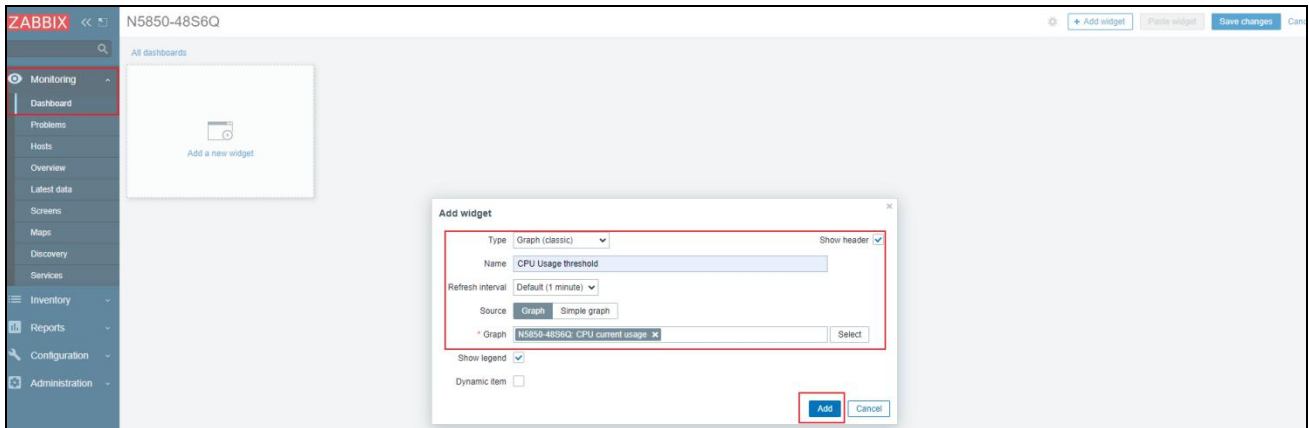 ZABBIX
N5850-48S6Q
+ Add widget
Paste widget
Save changes
All dashboards
Monitoring
Dashboard
Problems
Hosts
Overview
Latest data
Screens
Maps
Discovery
Services
Inventory
Reports
Configuration
Administration
Add a new widget
Add widget
Type Graph (classic) Show header
Name CPU Usage threshold
Refresh interval Default (1 minute)
Source Graph Simple graph
* Graph N5850-48S6Q: CPU current usage Select
Show legend
Dynamic item
Add Cancel